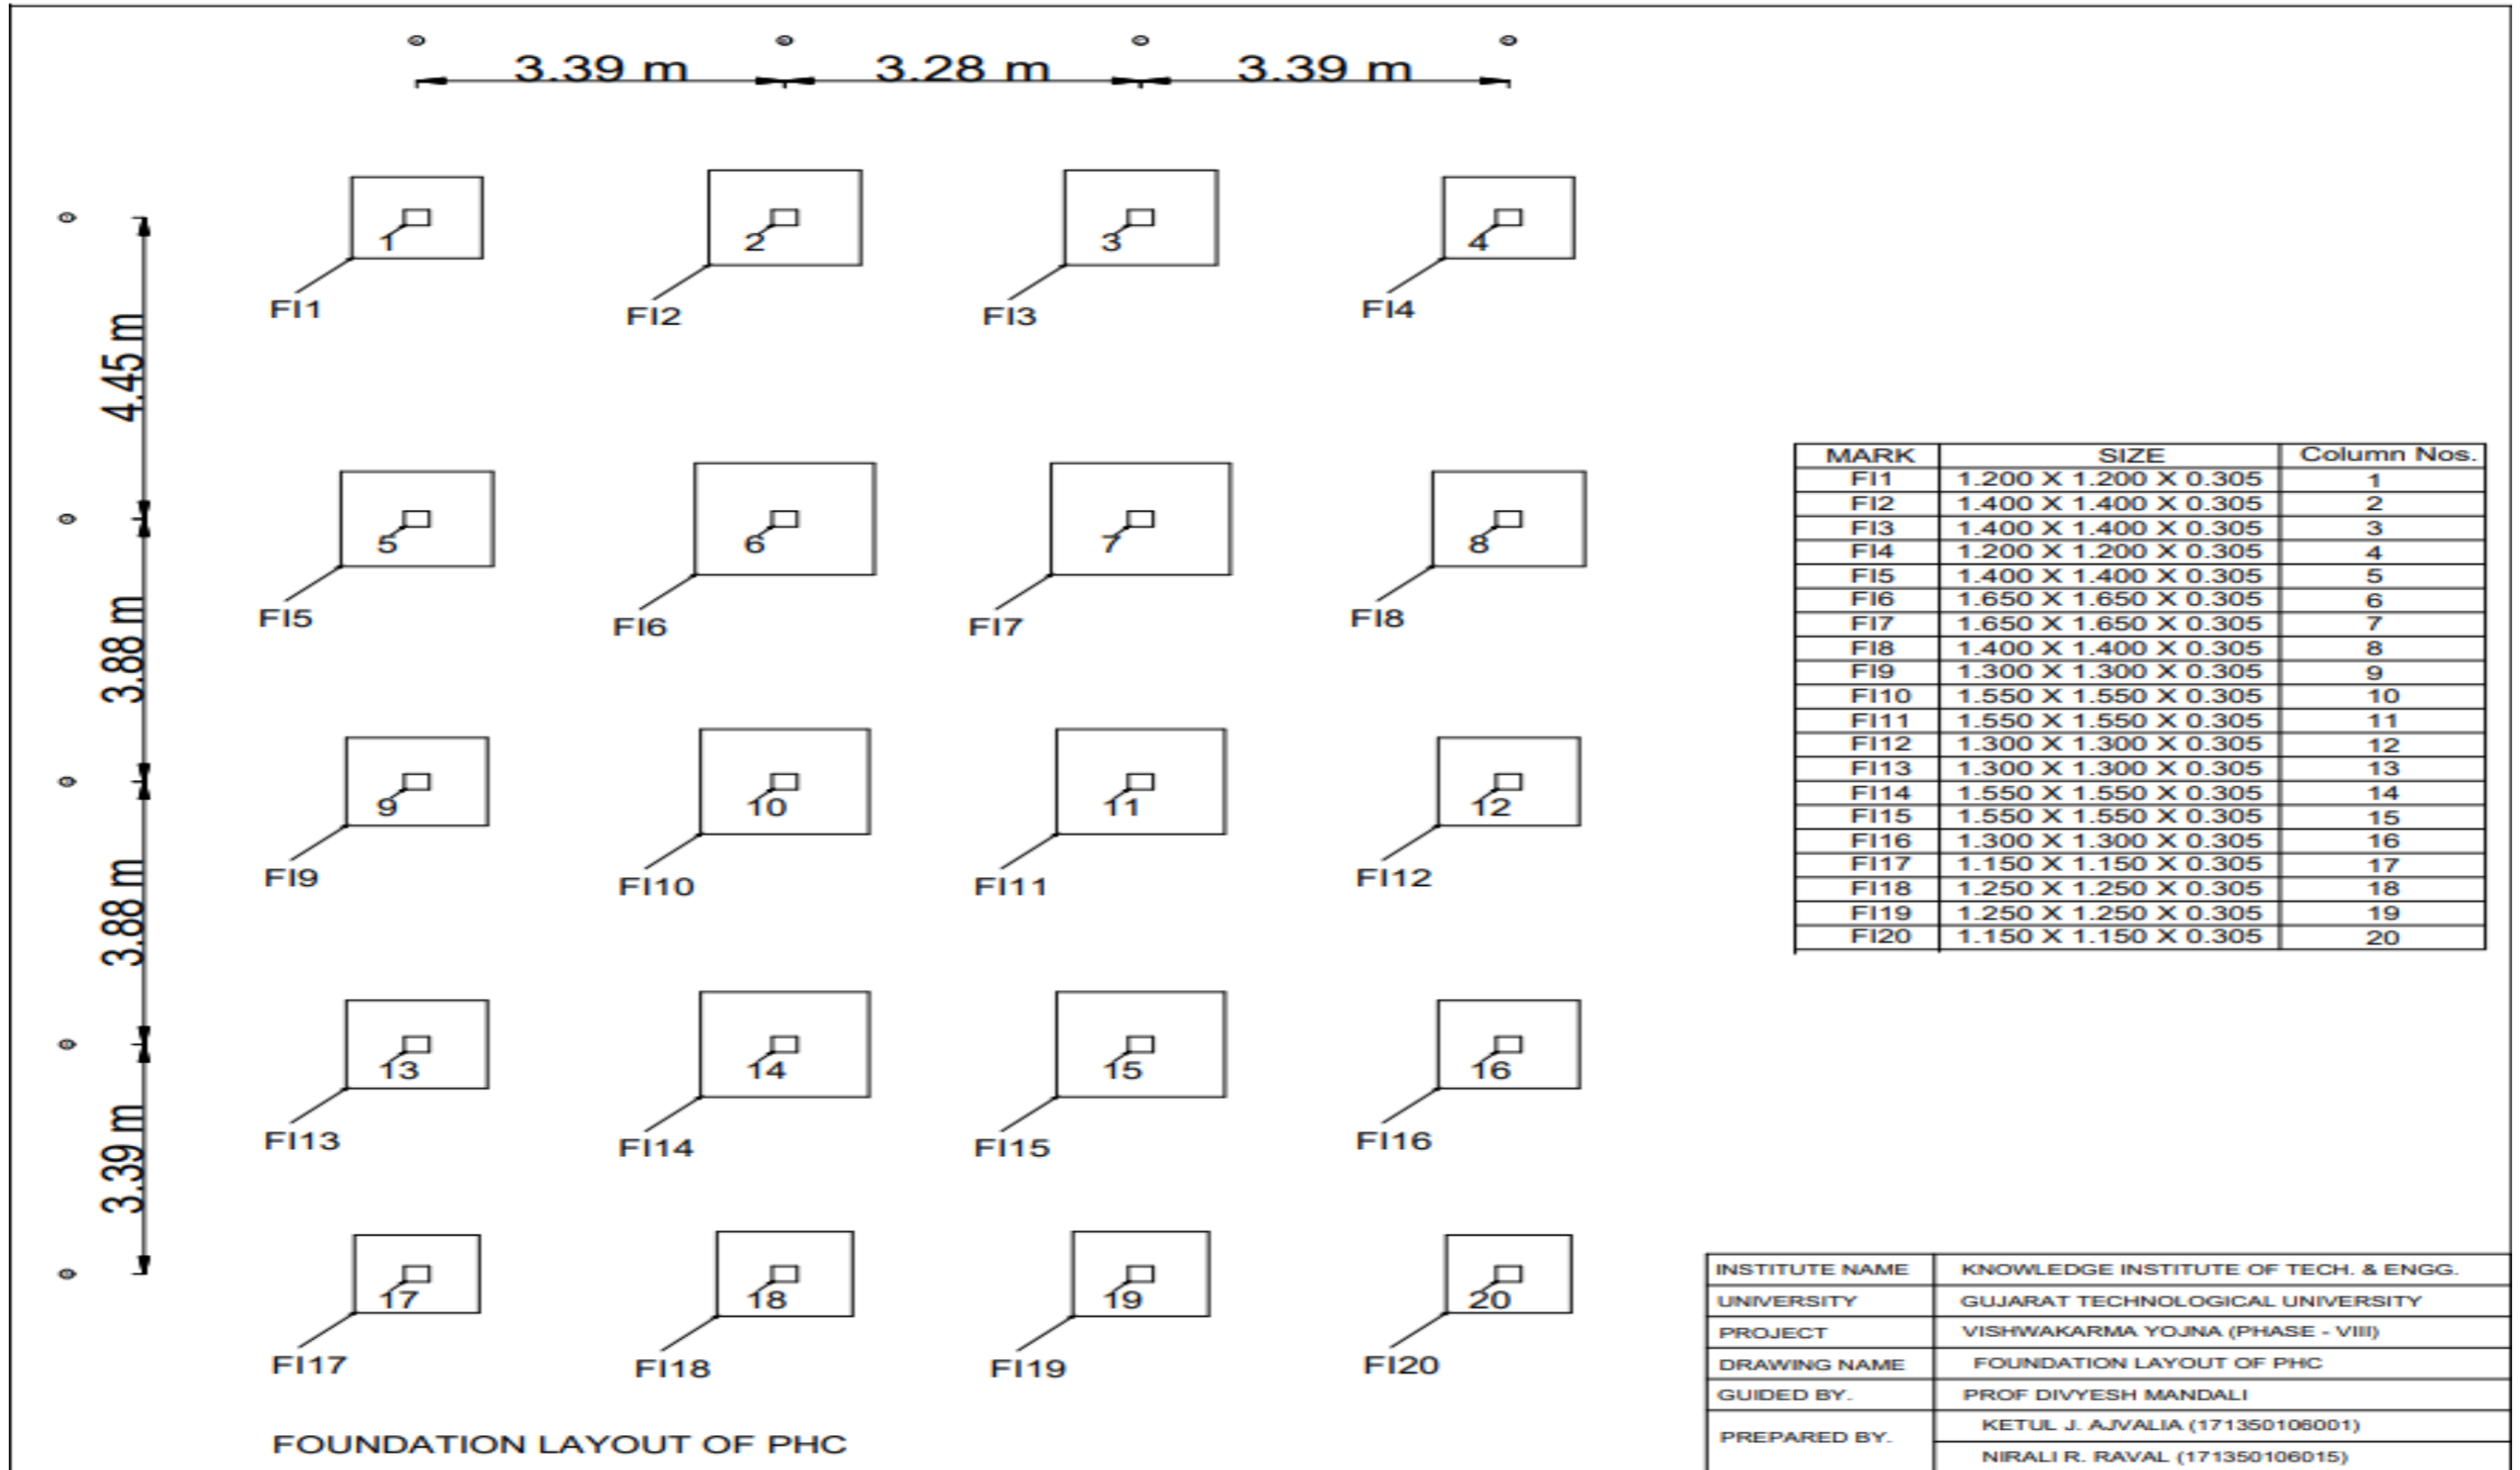 3.39 m 3.28 m 3.39 m
1 2 3 4
FI1 FI2 FI3 FI4
4.45 m
5 6 7 8
FI5 FI6 FI7 FI8
3.88 m
9 10 11 12
FI9 FI10 FI11 FI12
3.88 m
13 14 15 16
FI13 FI14 FI15 FI16
3.39 m
17 18 19 20
FI17 FI18 FI19 FI20
FOUNDATION LAYOUT OF PHC
MARK SIZE Column Nos.
FI1 1.200 X 1.200 X 0.305 1
FI2 1.400 X 1.400 X 0.305 2
FI3 1.400 X 1.400 X 0.305 3
FI4 1.200 X 1.200 X 0.305 4
FI5 1.400 X 1.400 X 0.305 5
FI6 1.650 X 1.650 X 0.305 6
FI7 1.650 X 1.650 X 0.305 7
FI8 1.400 X 1.400 X 0.305 8
FI9 1.300 X 1.300 X 0.305 9
FI10 1.550 X 1.550 X 0.305 10
FI11 1.550 X 1.550 X 0.305 11
FI12 1.300 X 1.300 X 0.305 12
FI13 1.300 X 1.300 X 0.305 13
FI14 1.550 X 1.550 X 0.305 14
FI15 1.550 X 1.550 X 0.305 15
FI16 1.300 X 1.300 X 0.305 16
FI17 1.150 X 1.150 X 0.305 17
FI18 1.250 X 1.250 X 0.305 18
FI19 1.250 X 1.250 X 0.305 19
FI20 1.150 X 1.150 X 0.305 20
INSTITUTE NAME KNOWLEDGE INSTITUTE OF TECH. & ENGG.
UNIVERSITY GUJARAT TECHNOLOGICAL UNIVERSITY
PROJECT VISHWAKARMA YOJNA (PHASE - VIII)
DRAWING NAME FOUNDATION LAYOUT OF PHC
GUIDED BY. PROF DIVYESH MANDALI
PREPARED BY. KETUL J. AJVALIA (171350106001)
NIRALI R. RAVAL (171350106015)